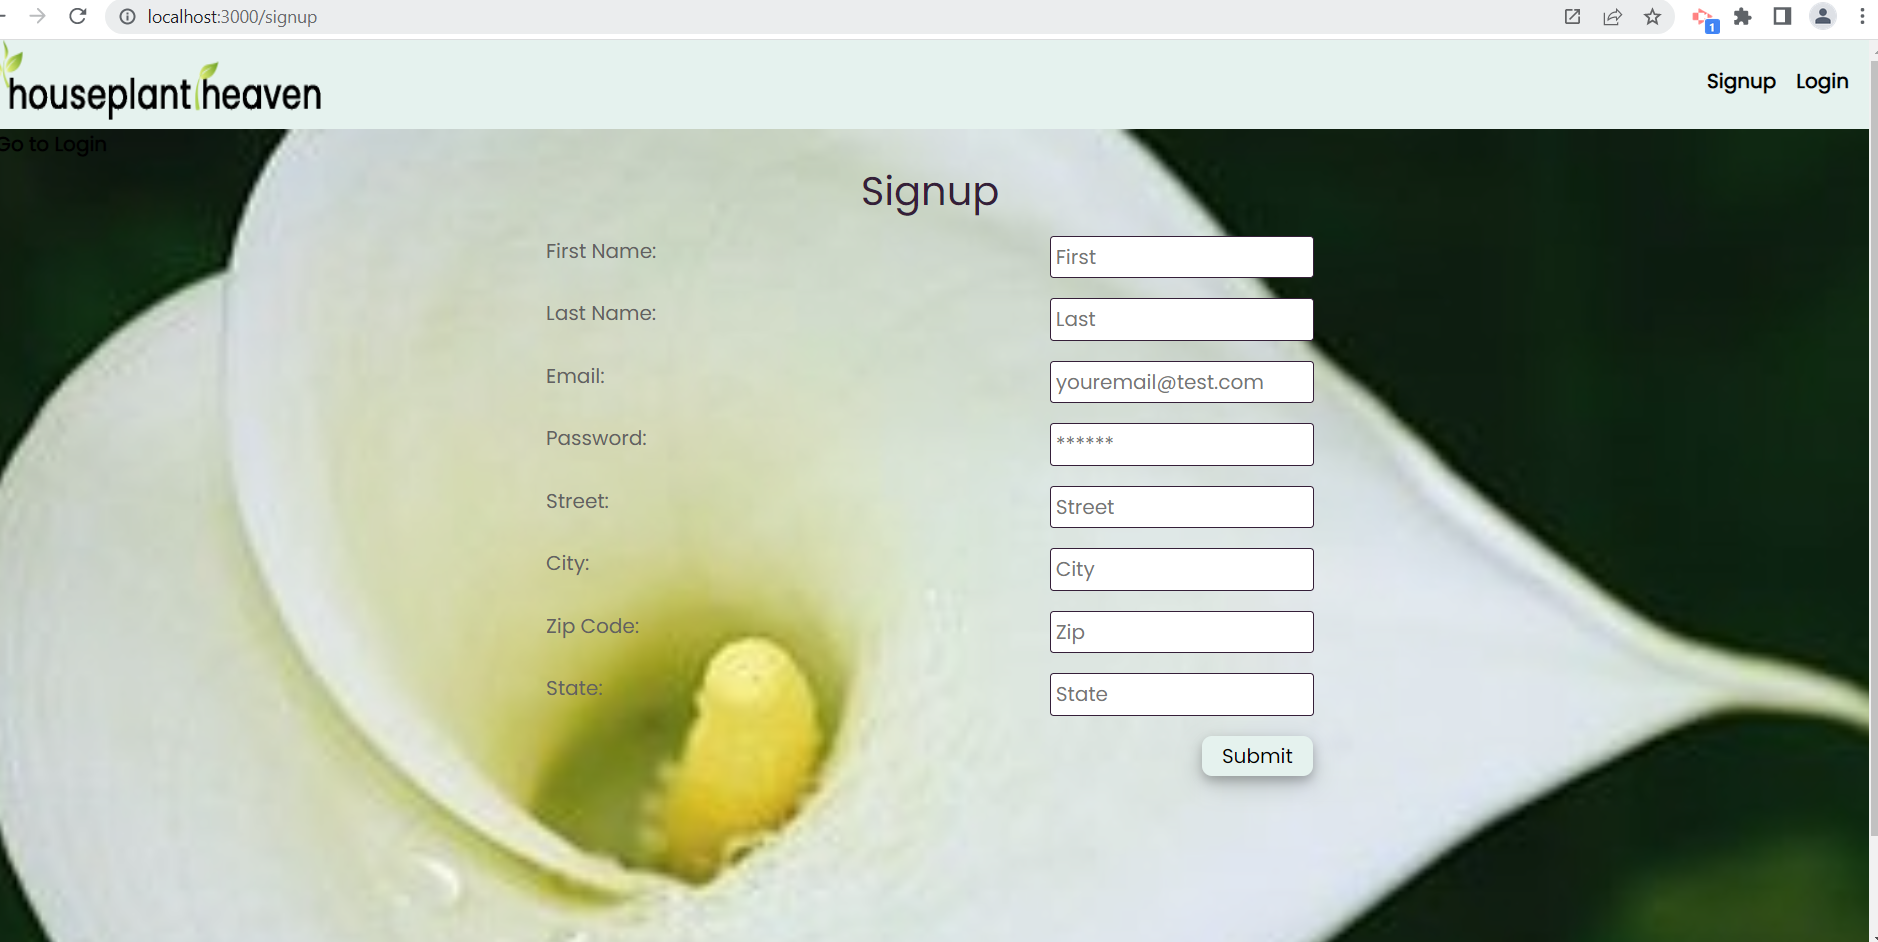 localhost:3000/signup
1
houseplant heaven
Signup Login
Go to Login
Signup
First Name: First
Last Name: Last
Email: youremail@test.com
Password: ******
Street: Street
City: City
Zip Code: Zip
State: State
Submit